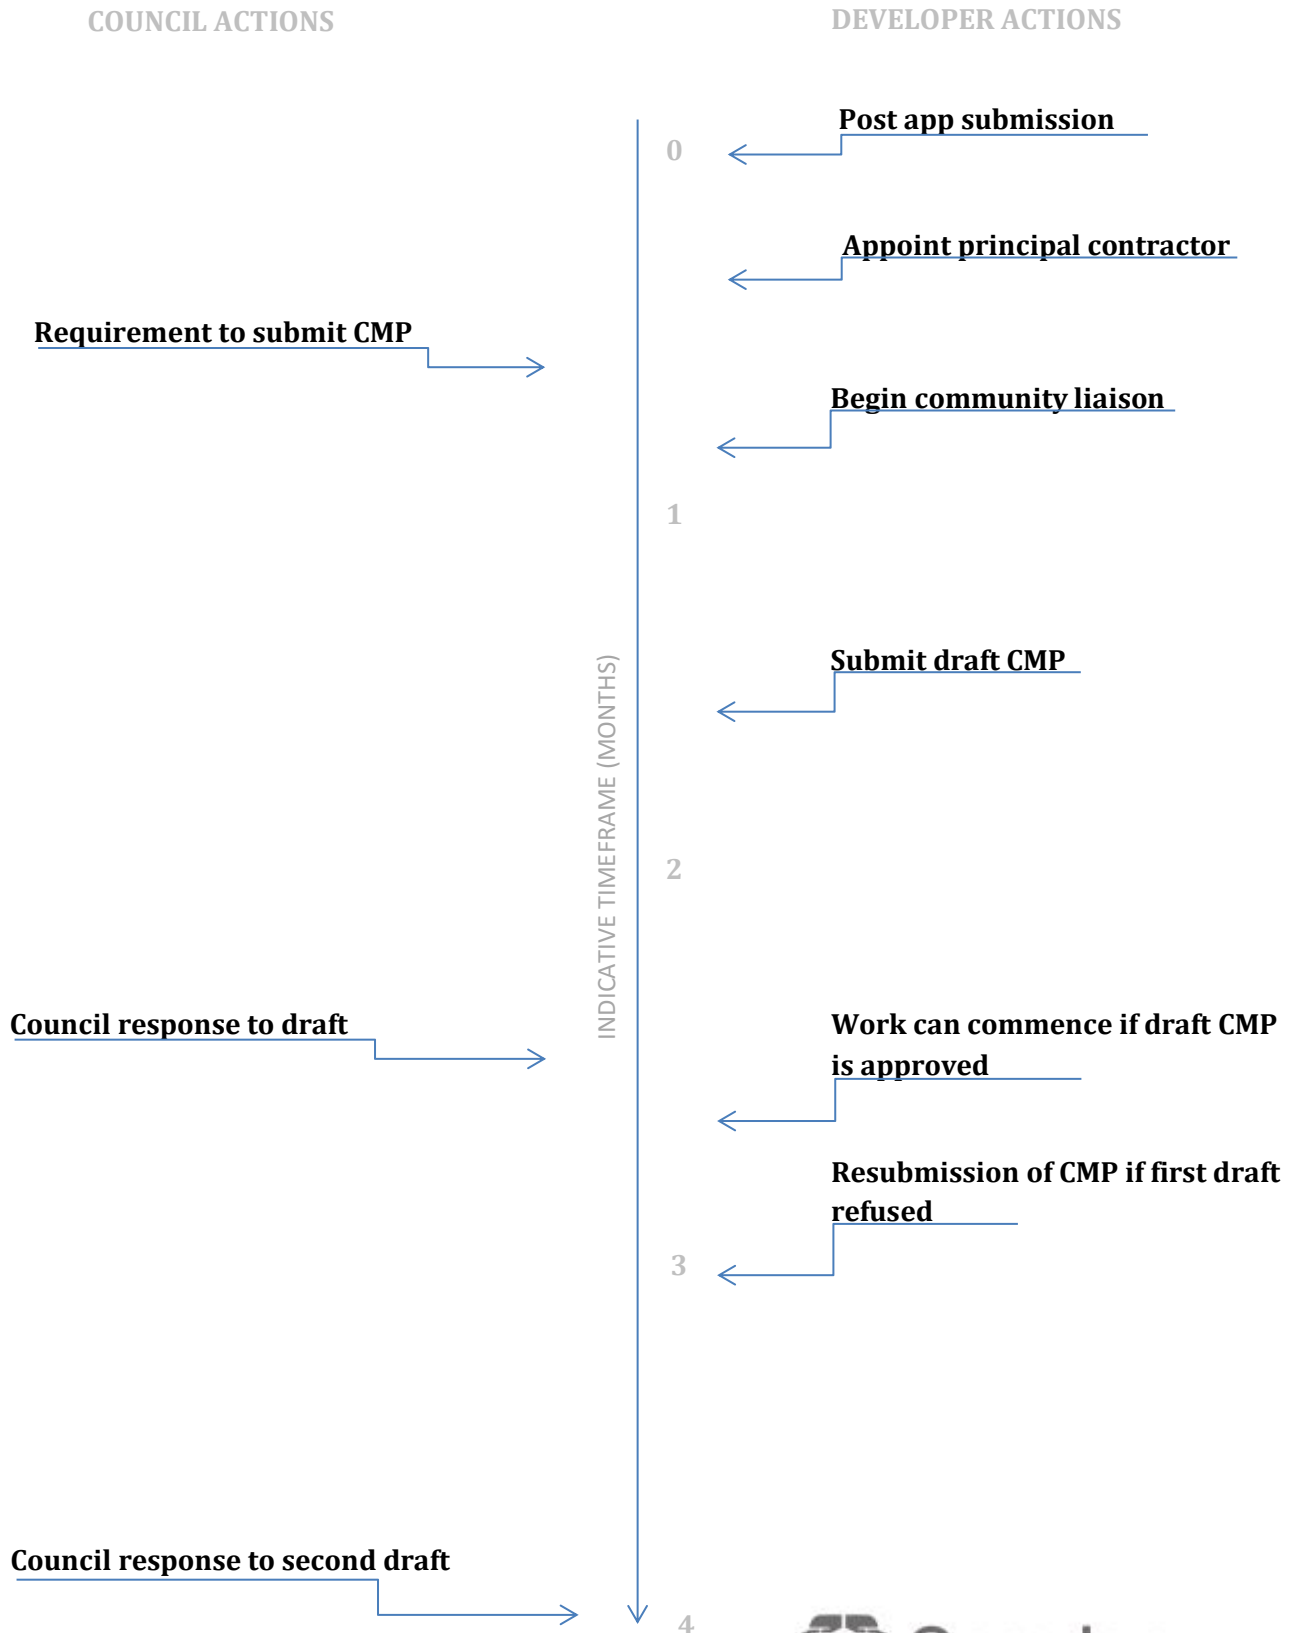 COUNCIL ACTIONS
DEVELOPER ACTIONS
Post app submission
0
Appoint principal contractor
Requirement to submit CMP
Begin community liaison
1
Submit draft CMP
INDICATIVE TIMEFRAME (MONTHS)
2
Council response to draft
Work can commence if draft CMP
is approved
Resubmission of CMP if first draft
refused
3
Council response to second draft
4